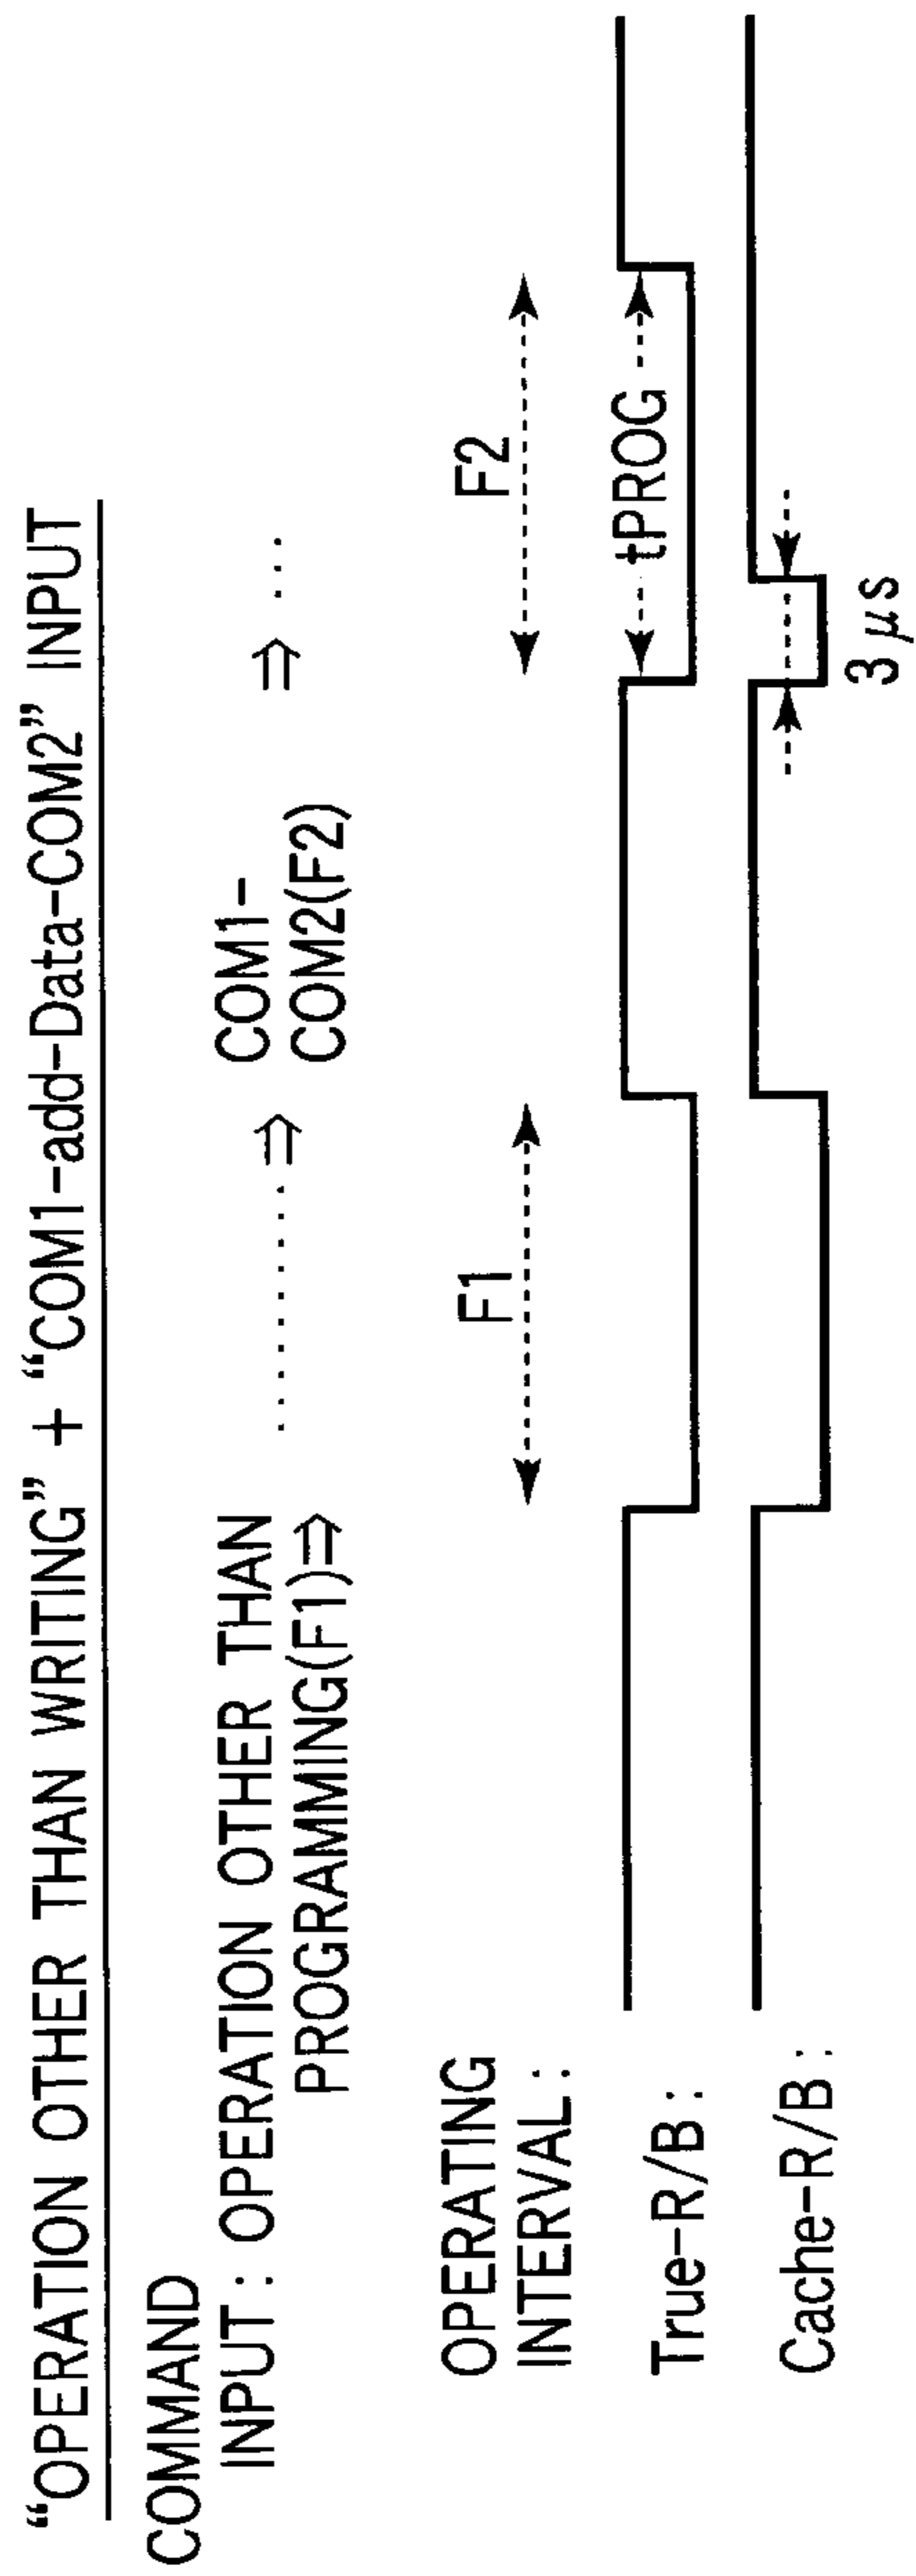 “OPERATION OTHER THAN WRITING” + “COM1-add-Data-COM2” INPUT
COMMAND
INPUT : OPERATION OTHER THAN ········· ⇒ COM1- ⇒ ···
PROGRAMMING(F1)⇒ COM2(F2)
OPERATING
INTERVAL :
F1
F2
True-R/B :
tPROG
Cache-R/B :
3 μs